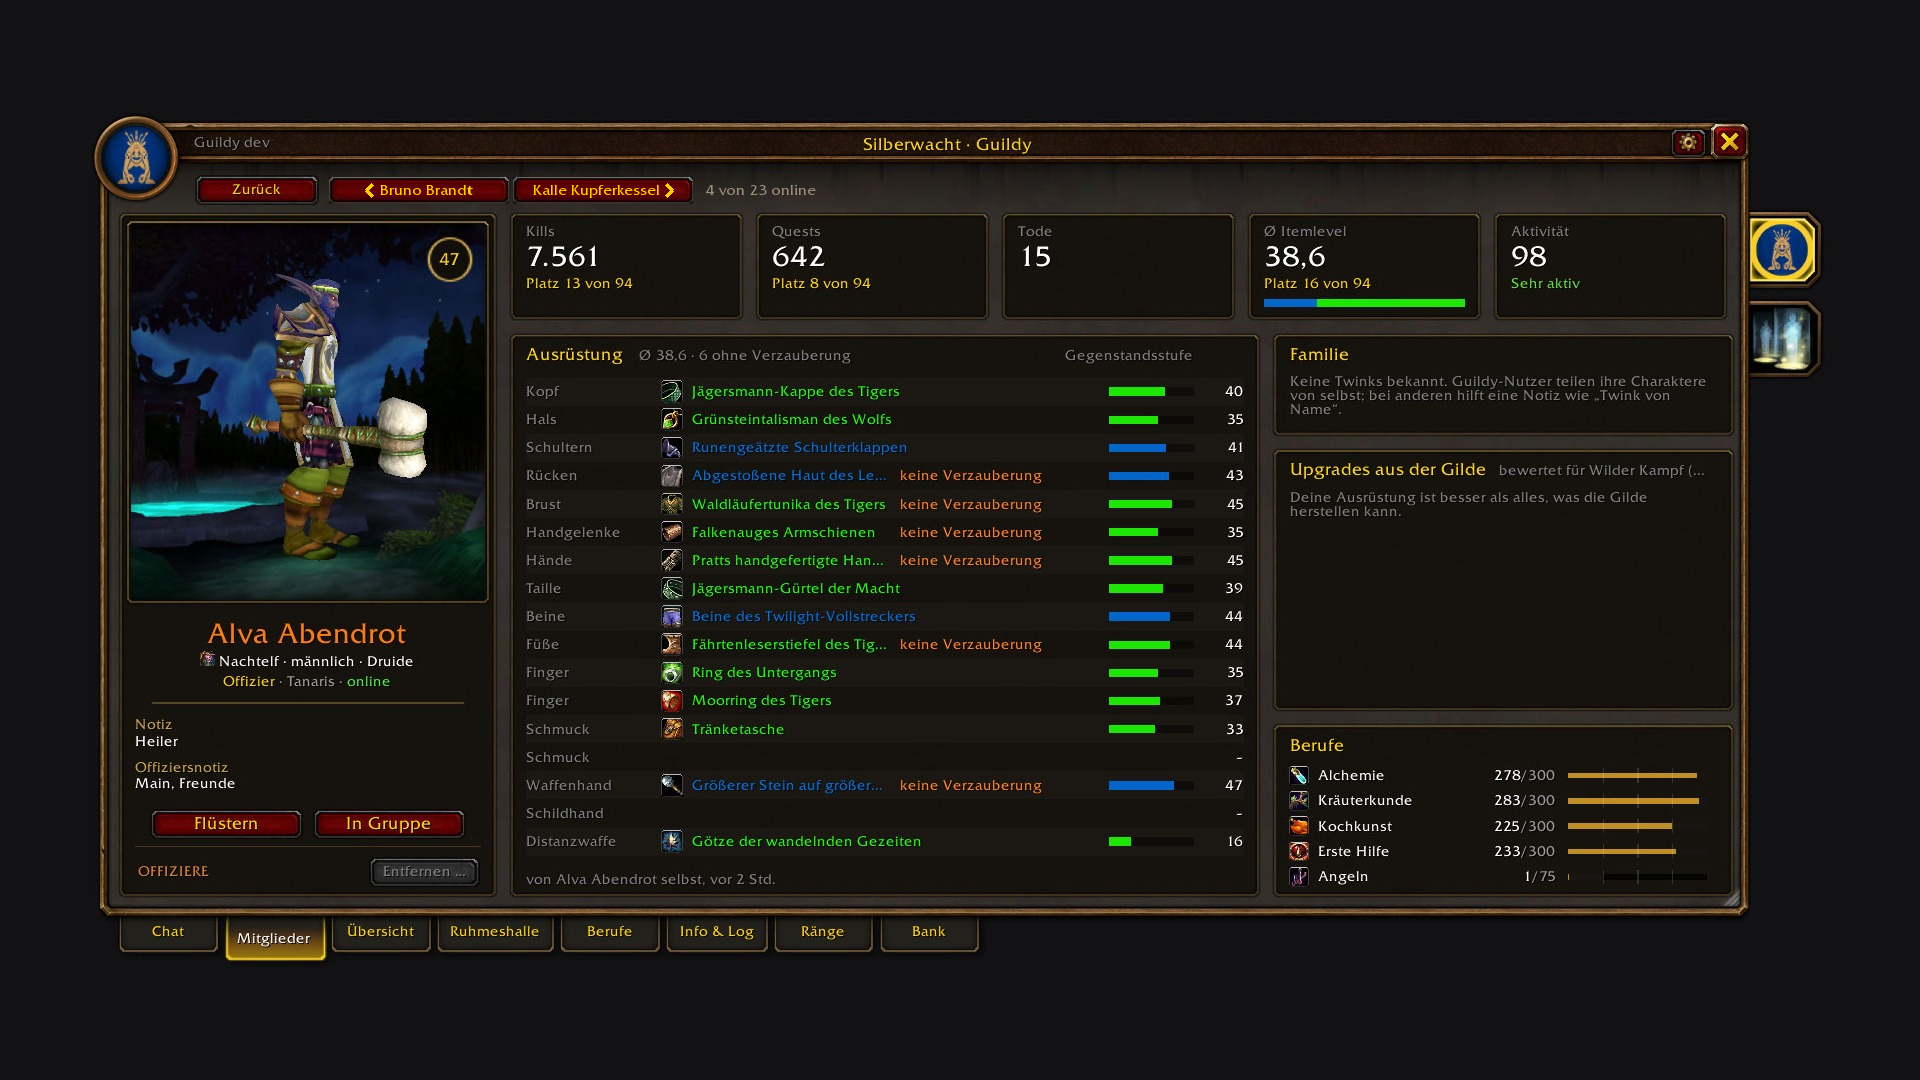 Guildy dev
Silberwacht · Guildy
Zurück
Bruno Brandt
Kalle Kupferkessel
4 von 23 online
47
Alva Abendrot
Nachtelf · männlich · Druide
Offizier · Tanaris · online
Notiz
Heiler
Offiziersnotiz
Main, Freunde
Flüstern
In Gruppe
OFFIZIERE
Entfernen ...
Kills
7.561
Platz 13 von 94
Quests
642
Platz 8 von 94
Tode
15
Ø Itemlevel
38,6
Platz 16 von 94
Aktivität
98
Sehr aktiv
Ausrüstung Ø 38,6 · 6 ohne Verzauberung Gegenstandsstufe
Kopf Jägersmann-Kappe des Tigers 40
Hals Grünsteintalisman des Wolfs 35
Schultern Runengeätzte Schulterklappen 41
Rücken Abgestoßene Haut des Le... keine Verzauberung 43
Brust Waldläufertunika des Tigers keine Verzauberung 45
Handgelenke Falkenauges Armschienen keine Verzauberung 35
Hände Pratts handgefertigte Han... keine Verzauberung 45
Taille Jägersmann-Gürtel der Macht 39
Beine Beine des Twilight-Vollstreckers 44
Füße Fährtenleserstiefel des Tig... keine Verzauberung 44
Finger Ring des Untergangs 35
Finger Moorring des Tigers 37
Schmuck Tränketasche 33
Schmuck –
Waffenhand Größerer Stein auf größer... keine Verzauberung 47
Schildhand –
Distanzwaffe Götze der wandelnden Gezeiten 16
von Alva Abendrot selbst, vor 2 Std.
Familie
Keine Twinks bekannt. Guildy-Nutzer teilen ihre Charaktere
von selbst; bei anderen hilft eine Notiz wie „Twink von
Name“.
Upgrades aus der Gilde bewertet für Wilder Kampf (...
Deine Ausrüstung ist besser als alles, was die Gilde
herstellen kann.
Berufe
Alchemie 278/300
Kräuterkunde 283/300
Kochkunst 225/300
Erste Hilfe 233/300
Angeln 1/75
Chat
Mitglieder
Übersicht
Ruhmeshalle
Berufe
Info & Log
Ränge
Bank